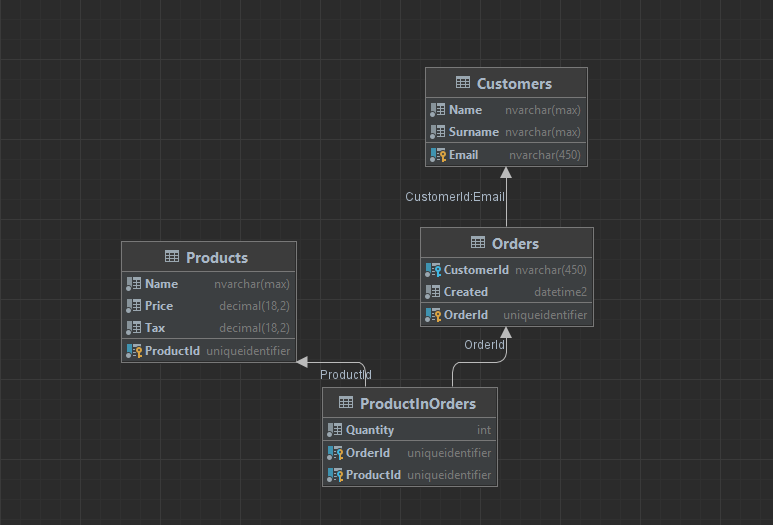 Customers
Name nvarchar(max)
Surname nvarchar(max)
Email nvarchar(450)
CustomerId:Email
Orders
CustomerId nvarchar(450)
Created datetime2
OrderId uniqueidentifier
Products
Name nvarchar(max)
Price decimal(18,2)
Tax decimal(18,2)
ProductId uniqueidentifier
OrderId
ProductId
ProductInOrders
Quantity int
OrderId uniqueidentifier
ProductId uniqueidentifier